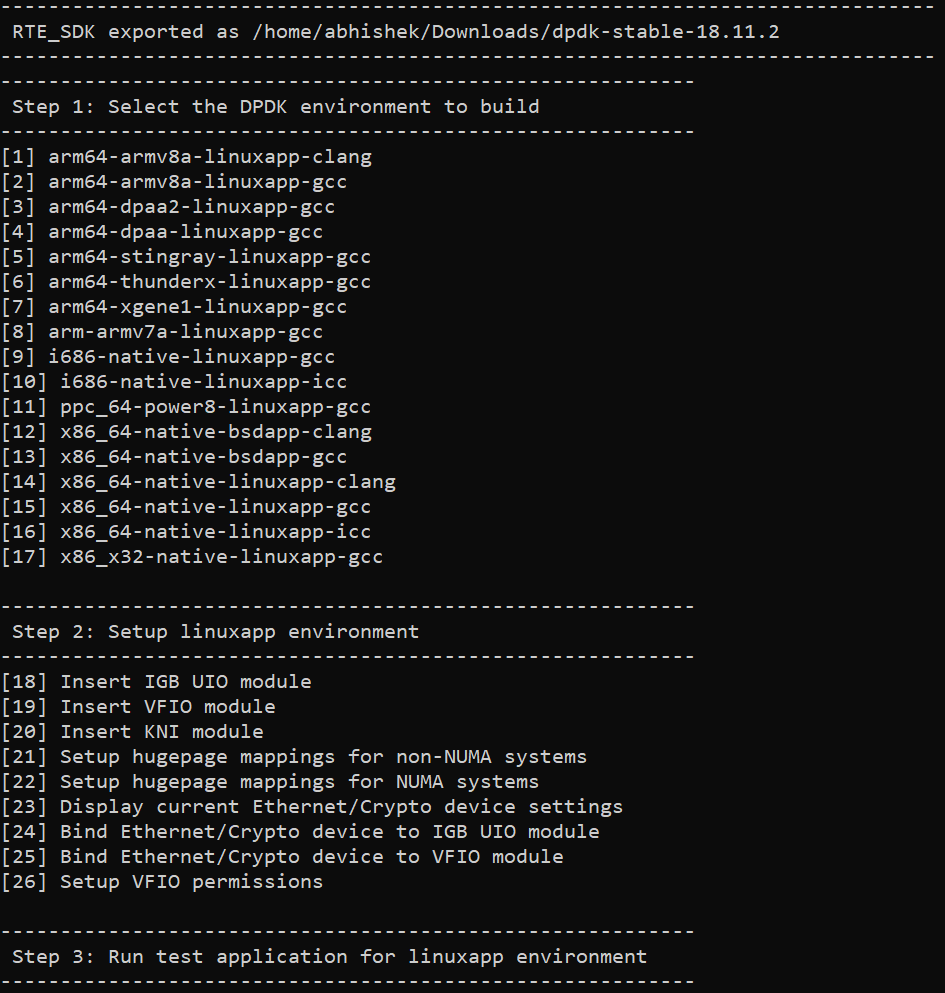 ------------------------------------------------------------------------------
RTE_SDK exported as /home/abhishek/Downloads/dpdk-stable-18.11.2
------------------------------------------------------------------------------
----------------------------------------------------------
Step 1: Select the DPDK environment to build
----------------------------------------------------------
[1] arm64-armv8a-linuxapp-clang
[2] arm64-armv8a-linuxapp-gcc
[3] arm64-dpaa2-linuxapp-gcc
[4] arm64-dpaa-linuxapp-gcc
[5] arm64-stingray-linuxapp-gcc
[6] arm64-thunderx-linuxapp-gcc
[7] arm64-xgene1-linuxapp-gcc
[8] arm-armv7a-linuxapp-gcc
[9] i686-native-linuxapp-gcc
[10] i686-native-linuxapp-icc
[11] ppc_64-power8-linuxapp-gcc
[12] x86_64-native-bsdapp-clang
[13] x86_64-native-bsdapp-gcc
[14] x86_64-native-linuxapp-clang
[15] x86_64-native-linuxapp-gcc
[16] x86_64-native-linuxapp-icc
[17] x86_x32-native-linuxapp-gcc
----------------------------------------------------------
Step 2: Setup linuxapp environment
----------------------------------------------------------
[18] Insert IGB UIO module
[19] Insert VFIO module
[20] Insert KNI module
[21] Setup hugepage mappings for non-NUMA systems
[22] Setup hugepage mappings for NUMA systems
[23] Display current Ethernet/Crypto device settings
[24] Bind Ethernet/Crypto device to IGB UIO module
[25] Bind Ethernet/Crypto device to VFIO module
[26] Setup VFIO permissions
----------------------------------------------------------
Step 3: Run test application for linuxapp environment
----------------------------------------------------------